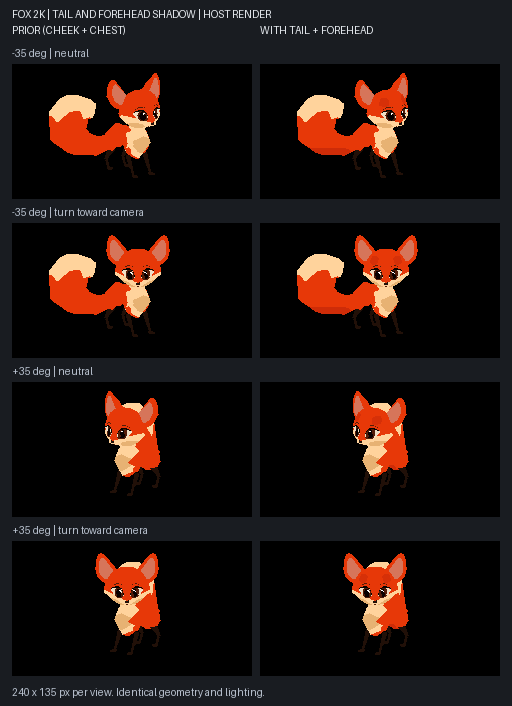 FOX 2K | TAIL AND FOREHEAD SHADOW | HOST RENDER
PRIOR (CHEEK + CHEST) WITH TAIL + FOREHEAD
-35 deg | neutral
-35 deg | turn toward camera
+35 deg | neutral
+35 deg | turn toward camera
240 x 135 px per view. Identical geometry and lighting.